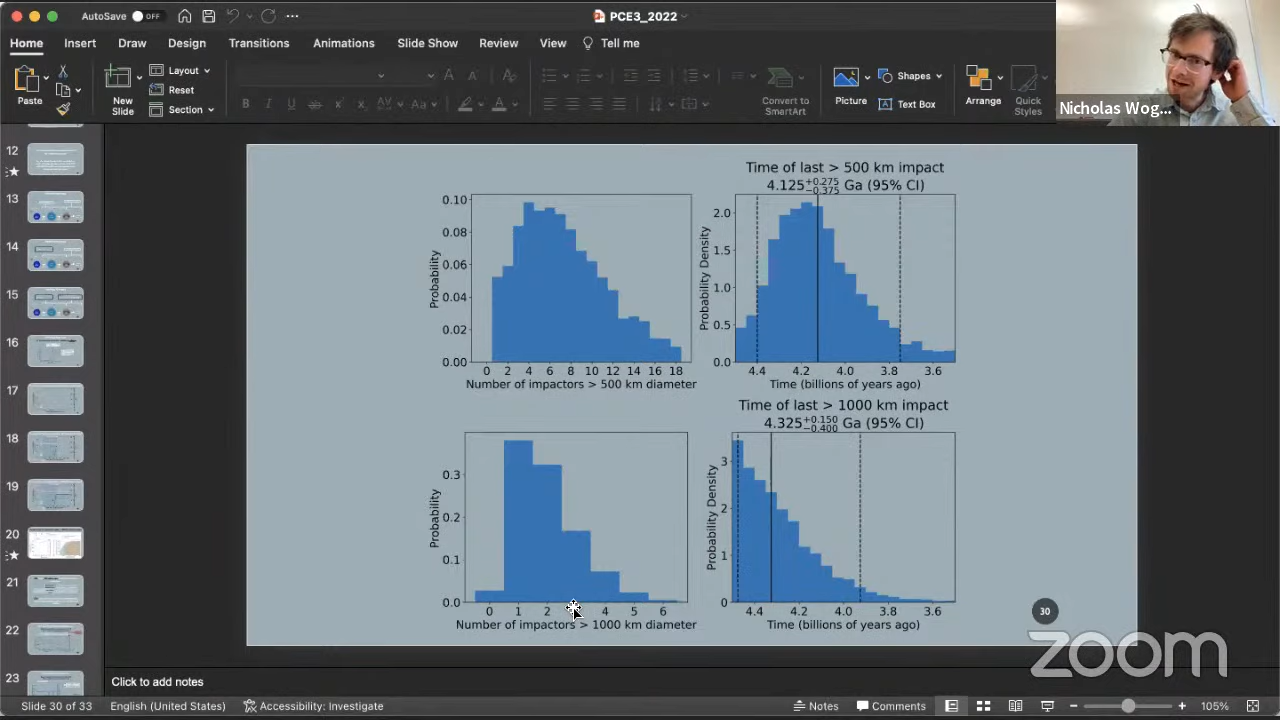 AutoSave OFF
PCE3_2022
Home Insert Draw Design Transitions Animations Slide Show Review View Tell me
Paste
New Slide
Layout
Reset
Section
Convert to SmartArt
Picture
Shapes
Text Box
Arrange
Quick Styles
Nicholas Wog...
12
13
14
15
16
17
18
19
20
21
22
23
0.10
0.08
0.06
0.04
0.02
0.00
Probability
0 2 4 6 8 10 12 14 16 18
Number of impactors > 500 km diameter
Time of last > 500 km impact
4.125+0.275−0.375 Ga (95% CI)
2.0
1.5
1.0
0.5
0.0
Probability Density
4.4 4.2 4.0 3.8 3.6
Time (billions of years ago)
0.3
0.2
0.1
0.0
Probability
0 1 2 4 5 6
Number of impactors > 1000 km diameter
Time of last > 1000 km impact
4.325+0.150−0.400 Ga (95% CI)
3
2
1
0
Probability Density
4.4 4.2 4.0 3.8 3.6
Time (billions of years ago)
30
zoom
Click to add notes
Slide 30 of 33 English (United States) Accessibility: Investigate Notes Comments 105%